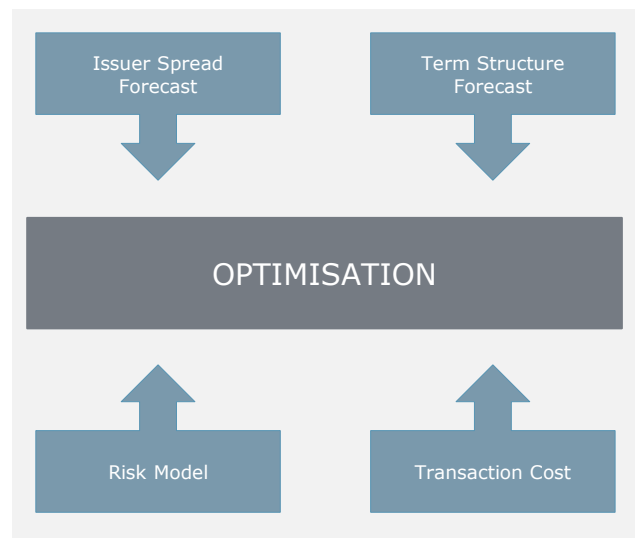 Issuer Spread
Forecast
Term Structure
Forecast
OPTIMISATION
Risk Model
Transaction Cost